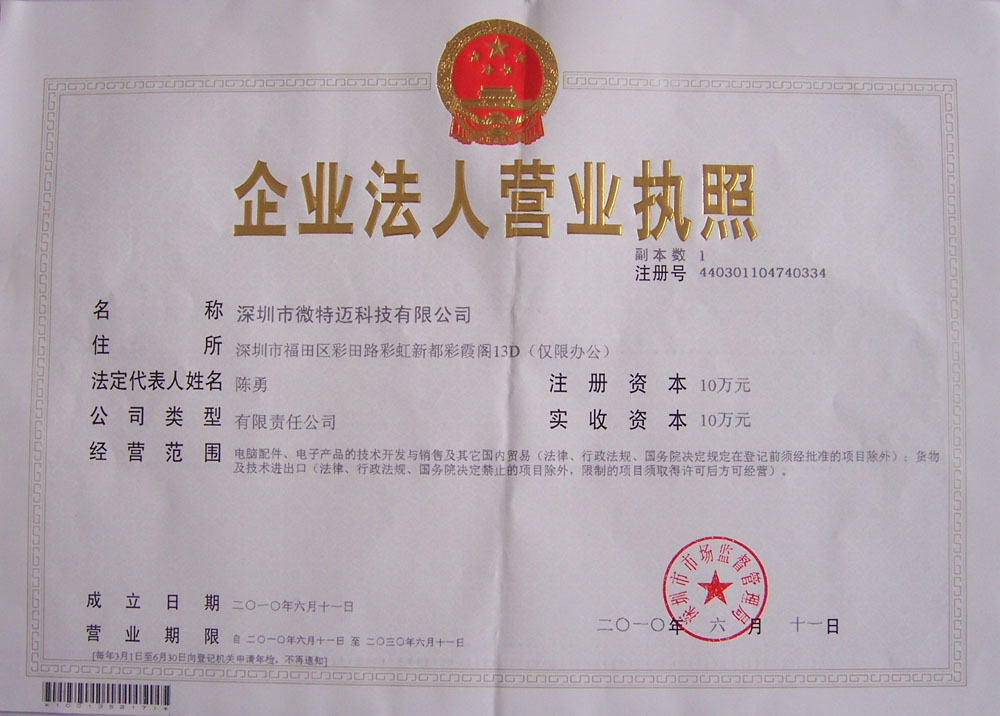 企业法人营业执照
副本数 1
注册号 440301104740334
名称 深圳市微特迈科技有限公司
住所 深圳市福田区彩田路彩虹新都彩霞阁13D（仅限办公）
法定代表人姓名 陈勇
注册资本 10万元
公司类型 有限责任公司
实收资本 10万元
经营范围 电脑配件、电子产品的技术开发与销售及其它国内贸易（法律、行政法规、国务院决定规定在登记前须经批准的项目除外）；货物
及技术进出口（法律、行政法规、国务院决定禁止的项目除外，限制的项目须取得许可后方可经营）。
深圳市市场监督管理局
成立日期 二〇一〇年六月十一日
二〇一〇年 六 月 十一日
营业期限 自 二〇一〇年六月十一日 至 二〇三〇年六月十一日
[每年3月1日至6月30日向登记机关申请年检，不再通知]